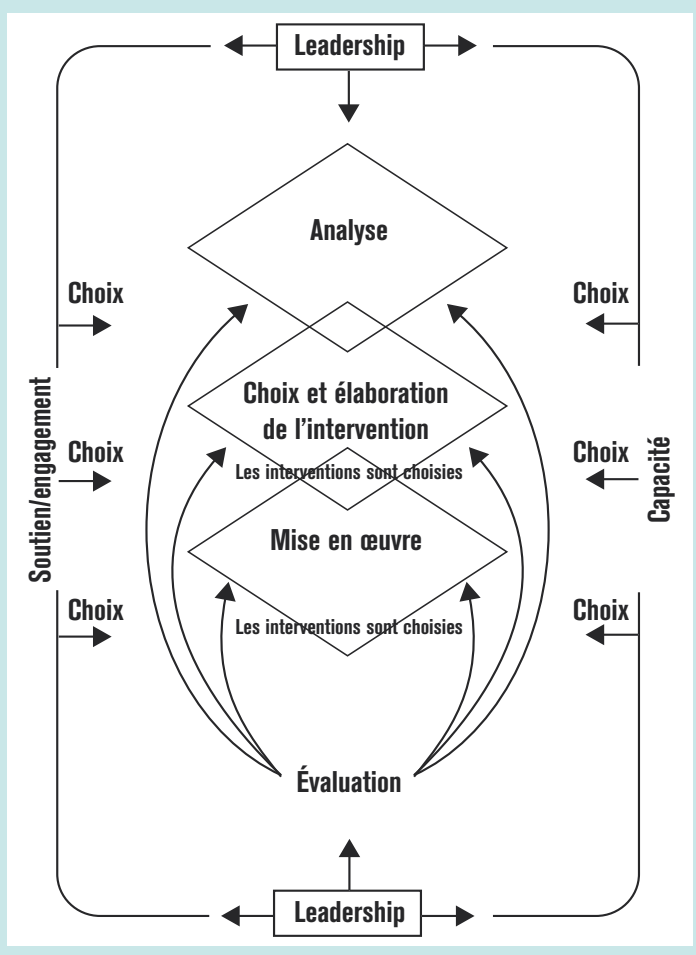 Leadership
Analyse
Choix
Choix
Choix et élaboration
de l'intervention
Soutien/engagement
Choix
Les interventions sont choisies
Choix
Capacité
Mise en œuvre
Choix
Les interventions sont choisies
Choix
Évaluation
Leadership